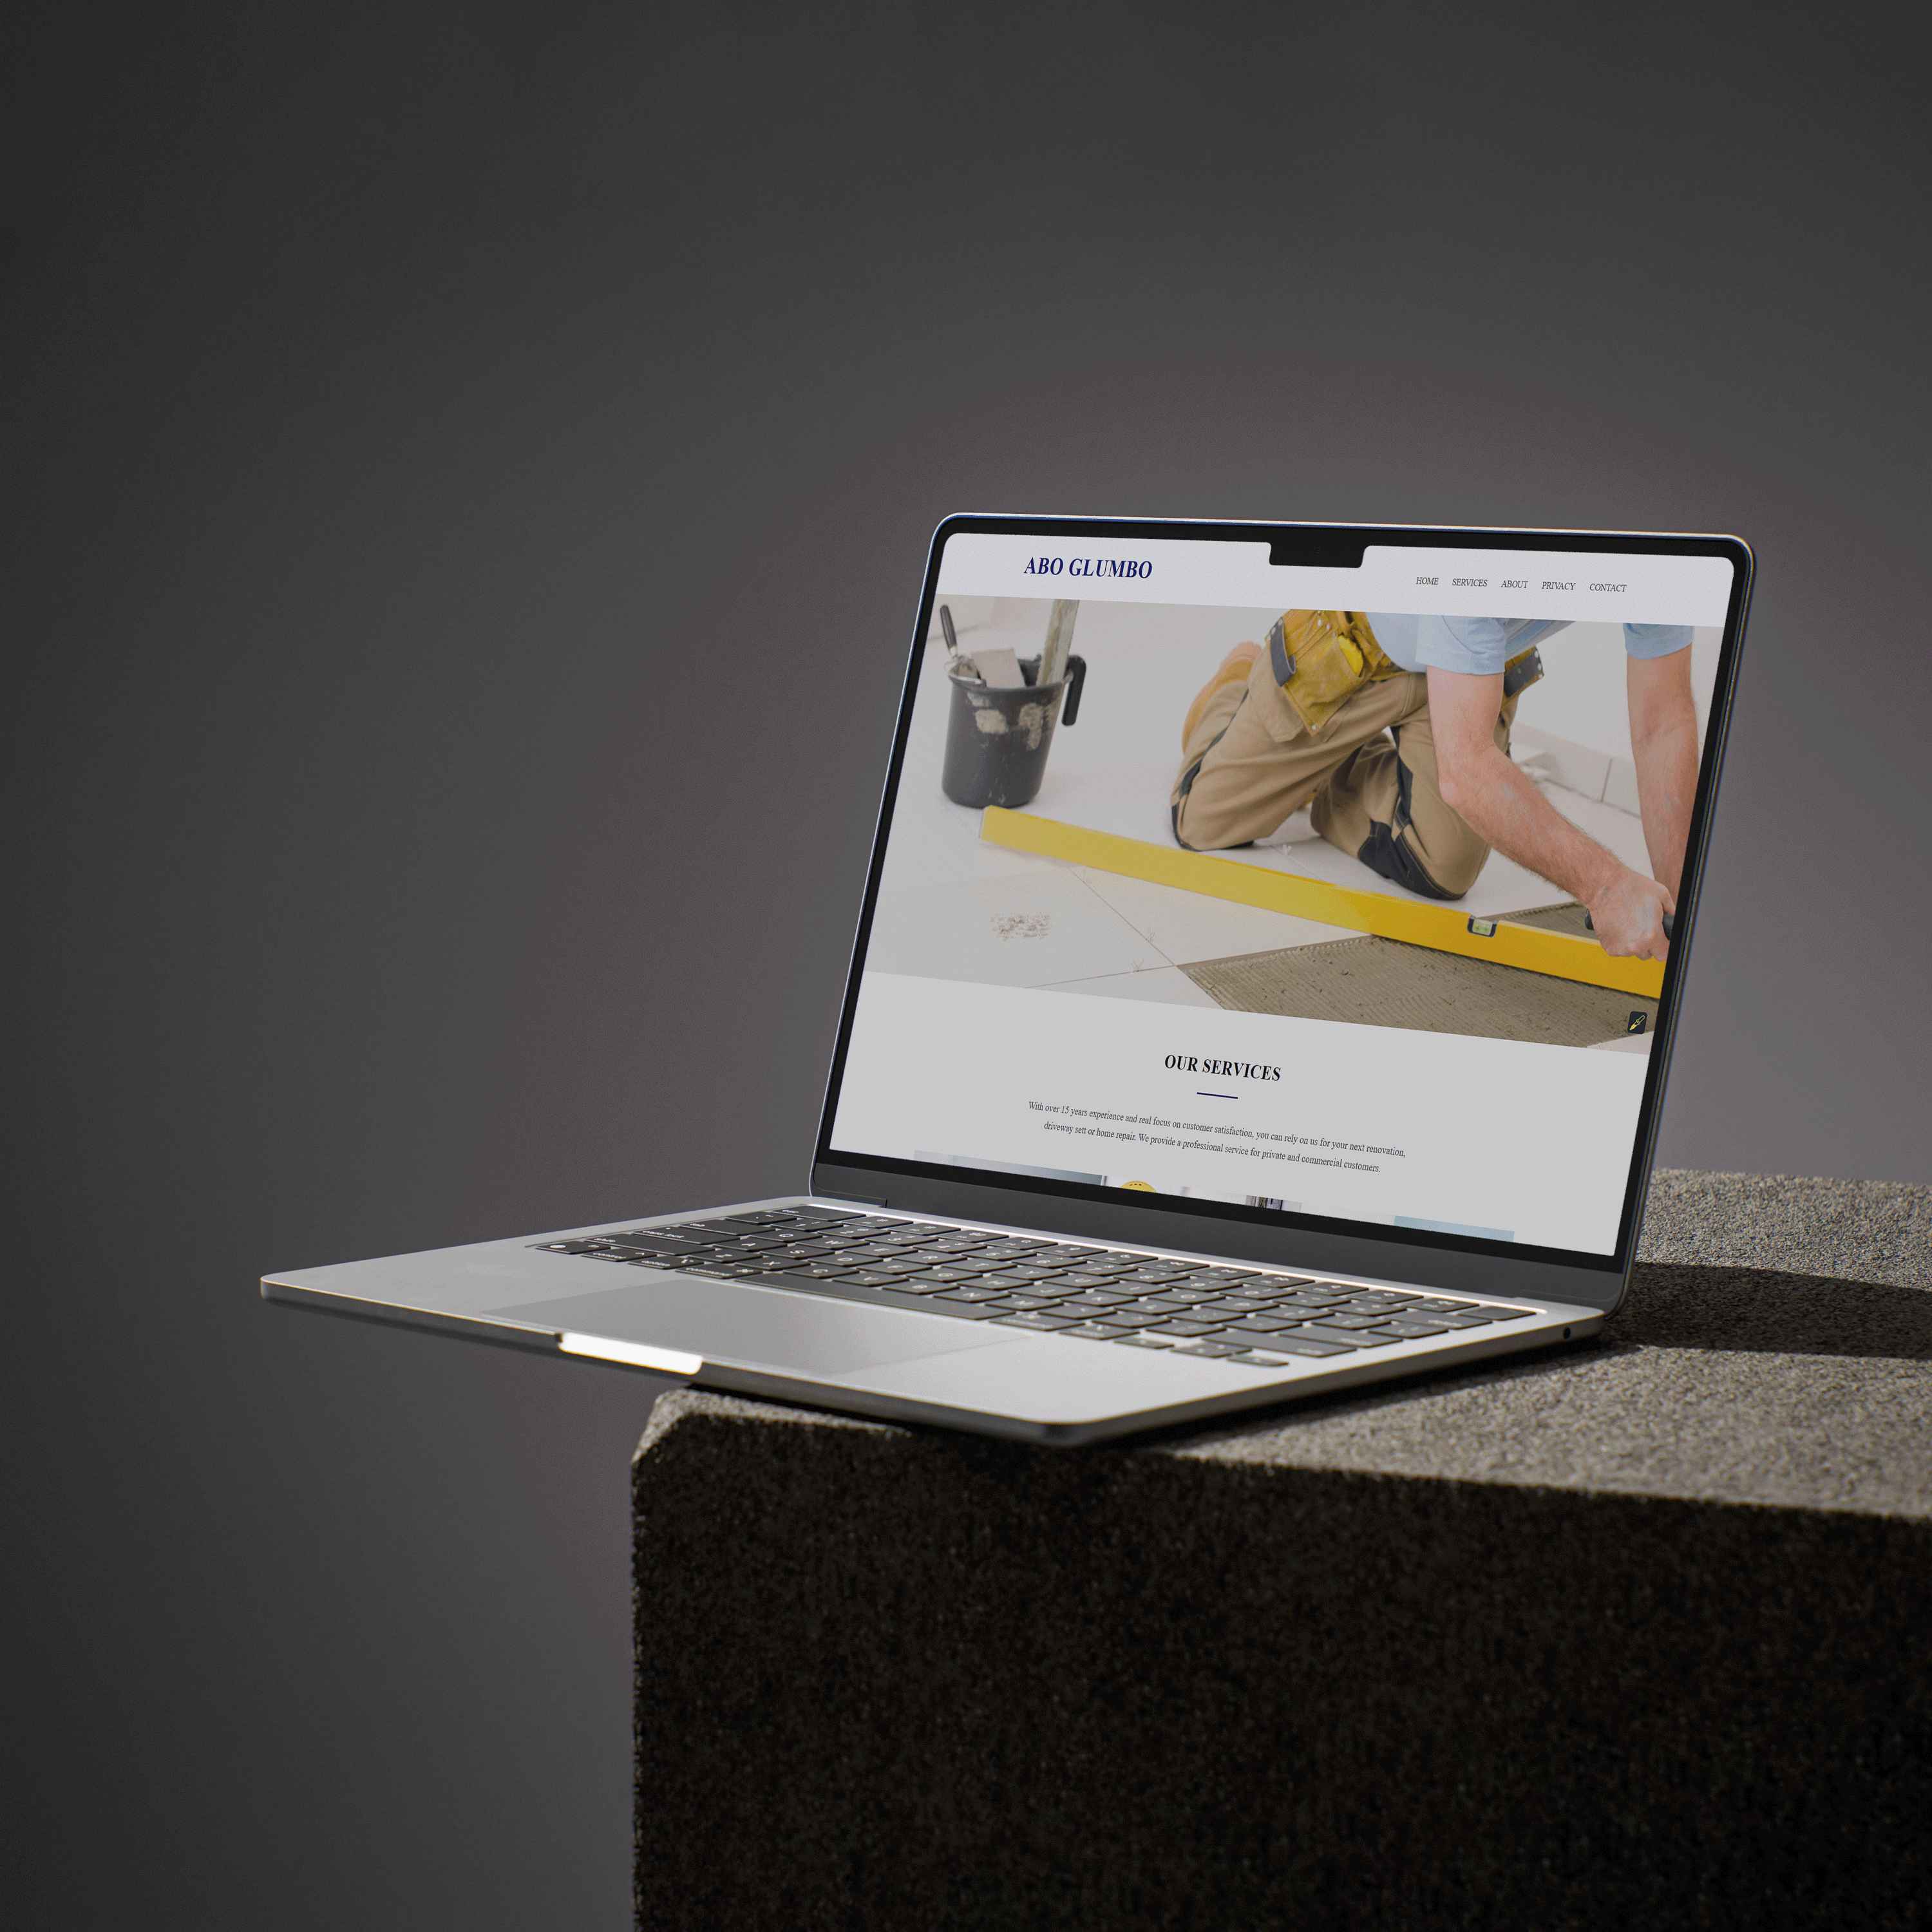 ABO GLUMBO
HOME SERVICES ABOUT PRIVACY CONTACT
OUR SERVICES
With over 15 years experience and real focus on customer satisfaction, you can rely on us for your next renovation,
driveway sett or home repair. We provide a professional service for private and commercial customers.